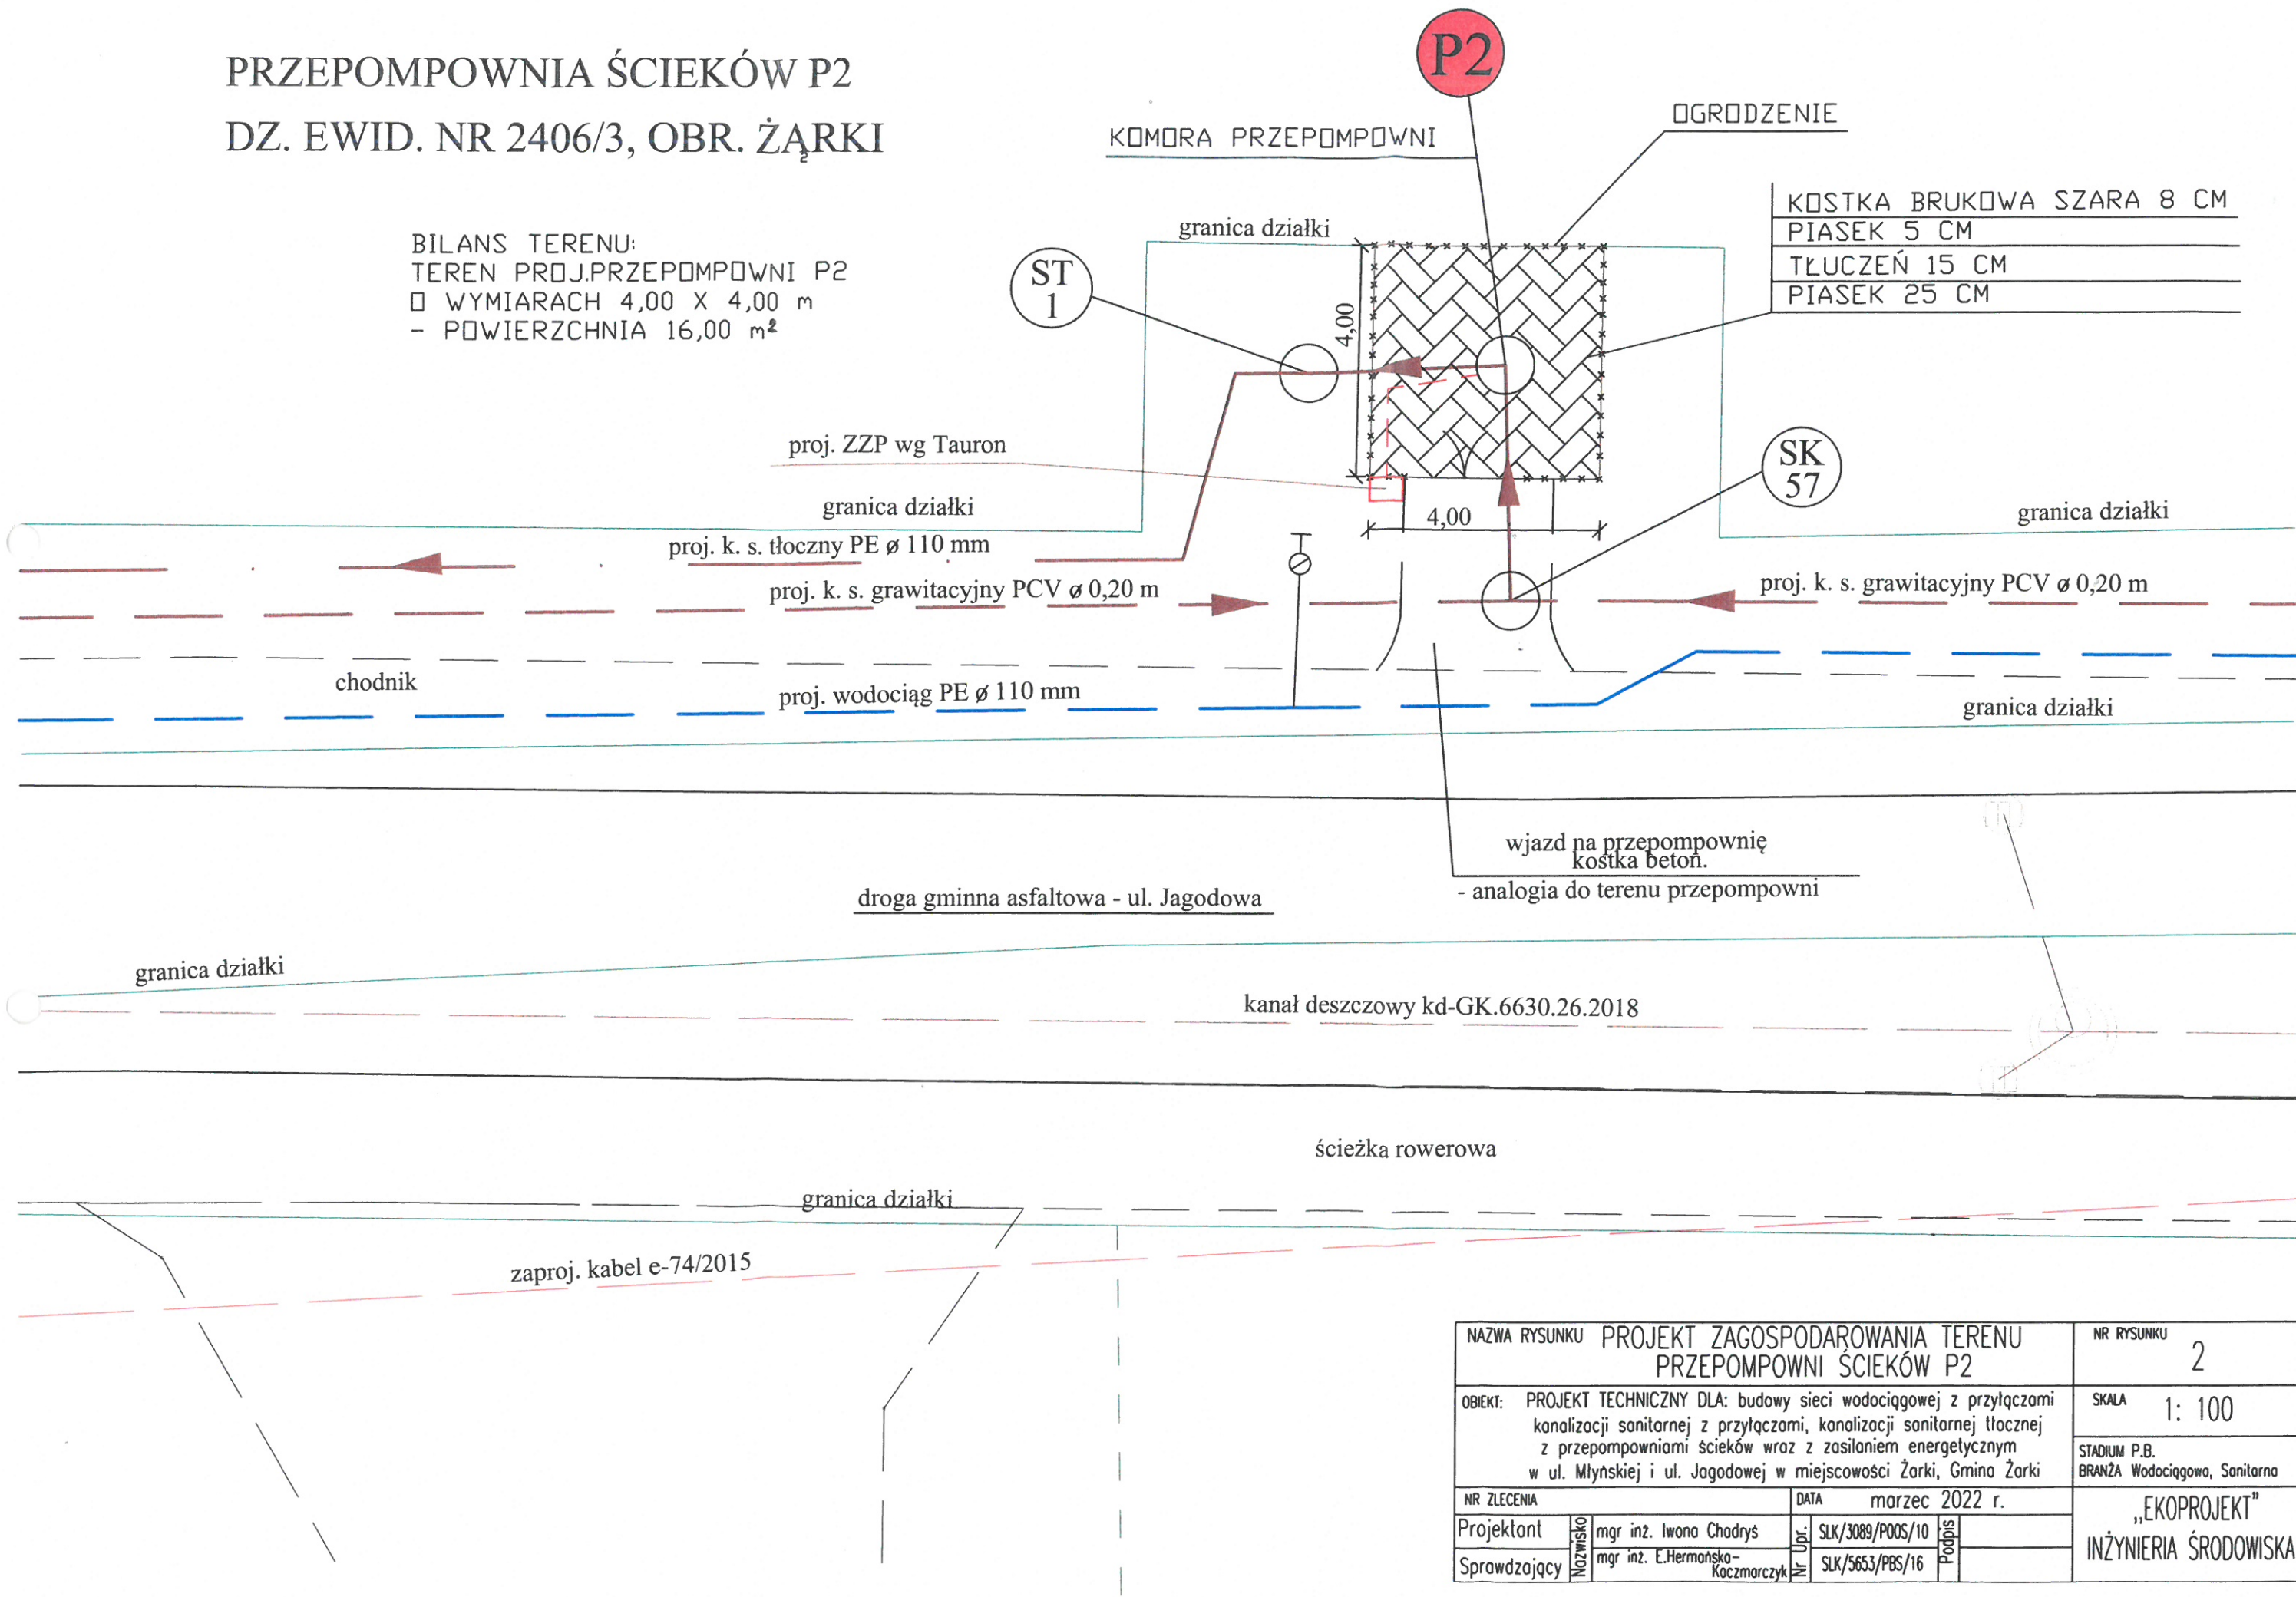 PRZEPOMPOWNIA ŚCIEKÓW P2
DZ. EWID. NR 2406/3, OBR. ŻĄRKI
BILANS TERENU:
TEREN PROJ.PRZEPOMPOWNI P2
O WYMIARACH 4,00 X 4,00 m
- POWIERZCHNIA 16,00 m²
P2
KOMORA PRZEPOMPOWNI
OGRODZENIE
KOSTKA BRUKOWA SZARA 8 CM
PIASEK 5 CM
TŁUCZEŃ 15 CM
PIASEK 25 CM
granica działki
ST
1
4,00
proj. ZZP wg Tauron
SK
57
granica działki
4,00
granica działki
proj. k. s. tłoczny PE ø 110 mm
proj. k. s. grawitacyjny PCV ø 0,20 m
proj. k. s. grawitacyjny PCV ø 0,20 m
chodnik
proj. wodociąg PE ø 110 mm
granica działki
wjazd na przepompownię
kostka beton.
- analogia do terenu przepompowni
droga gminna asfaltowa - ul. Jagodowa
granica działki
kanał deszczowy kd-GK.6630.26.2018
ścieżka rowerowa
granica działki
zaproj. kabel e-74/2015
NAZWA RYSUNKU PROJEKT ZAGOSPODAROWANIA TERENU
PRZEPOMPOWNI ŚCIEKÓW P2
NR RYSUNKU
2
OBIEKT: PROJEKT TECHNICZNY DLA: budowy sieci wodociągowej z przyłączami
kanalizacji sanitarnej z przyłączami, kanalizacji sanitarnej tłocznej
z przepompowniami ścieków wraz z zasilaniem energetycznym
w ul. Młyńskiej i ul. Jagodowej w miejscowości Żarki, Gmina Żarki
SKALA 1: 100
STADIUM P.B.
BRANŻA Wodociągowa, Sanitarna
NR ZLECENIA
DATA marzec 2022 r.
Projektant
Nazwisko
mgr inż. Iwona Chadryś
Nr Upr.
SLK/3089/POOS/10
Podpis
Sprawdzający
mgr inż. E.Hermańska-
Kaczmarczyk
SLK/5653/PBS/16
„EKOPROJEKT"
INŻYNIERIA ŚRODOWISKA